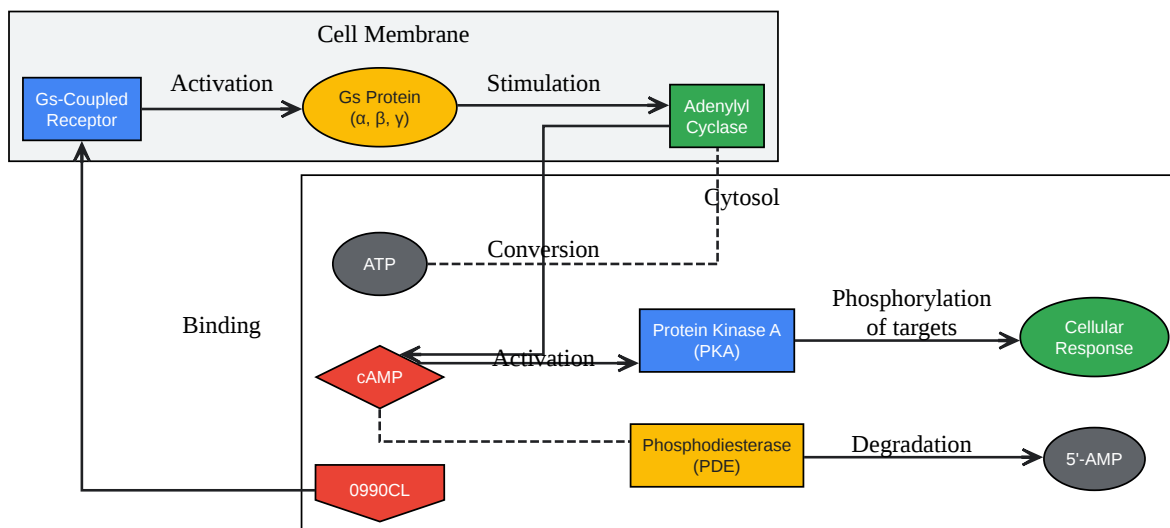 Cell Membrane
Activation
Stimulation
Gs-Coupled
Receptor
Gs Protein
(α, β, γ)
Adenylyl
Cyclase
Cytosol
ATP
Conversion
Binding
Phosphorylation
of targets
Protein Kinase A
(PKA)
Cellular
Response
cAMP
Activation
Phosphodiesterase
(PDE)
Degradation
5'-AMP
0990CL